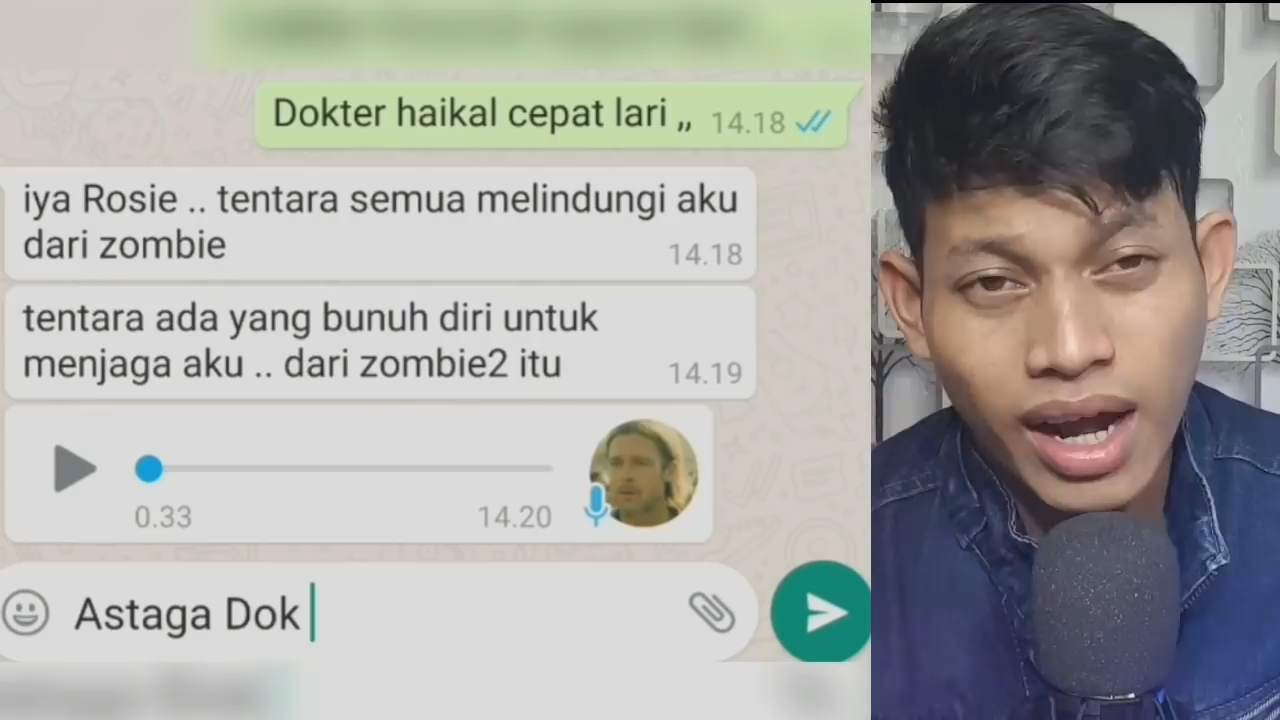 Dokter haikal cepat lari ,, 14.18
iya Rosie .. tentara semua melindungi aku
dari zombie
14.18
tentara ada yang bunuh diri untuk
menjaga aku .. dari zombie2 itu
14.19
0.33 14.20
Astaga Dok